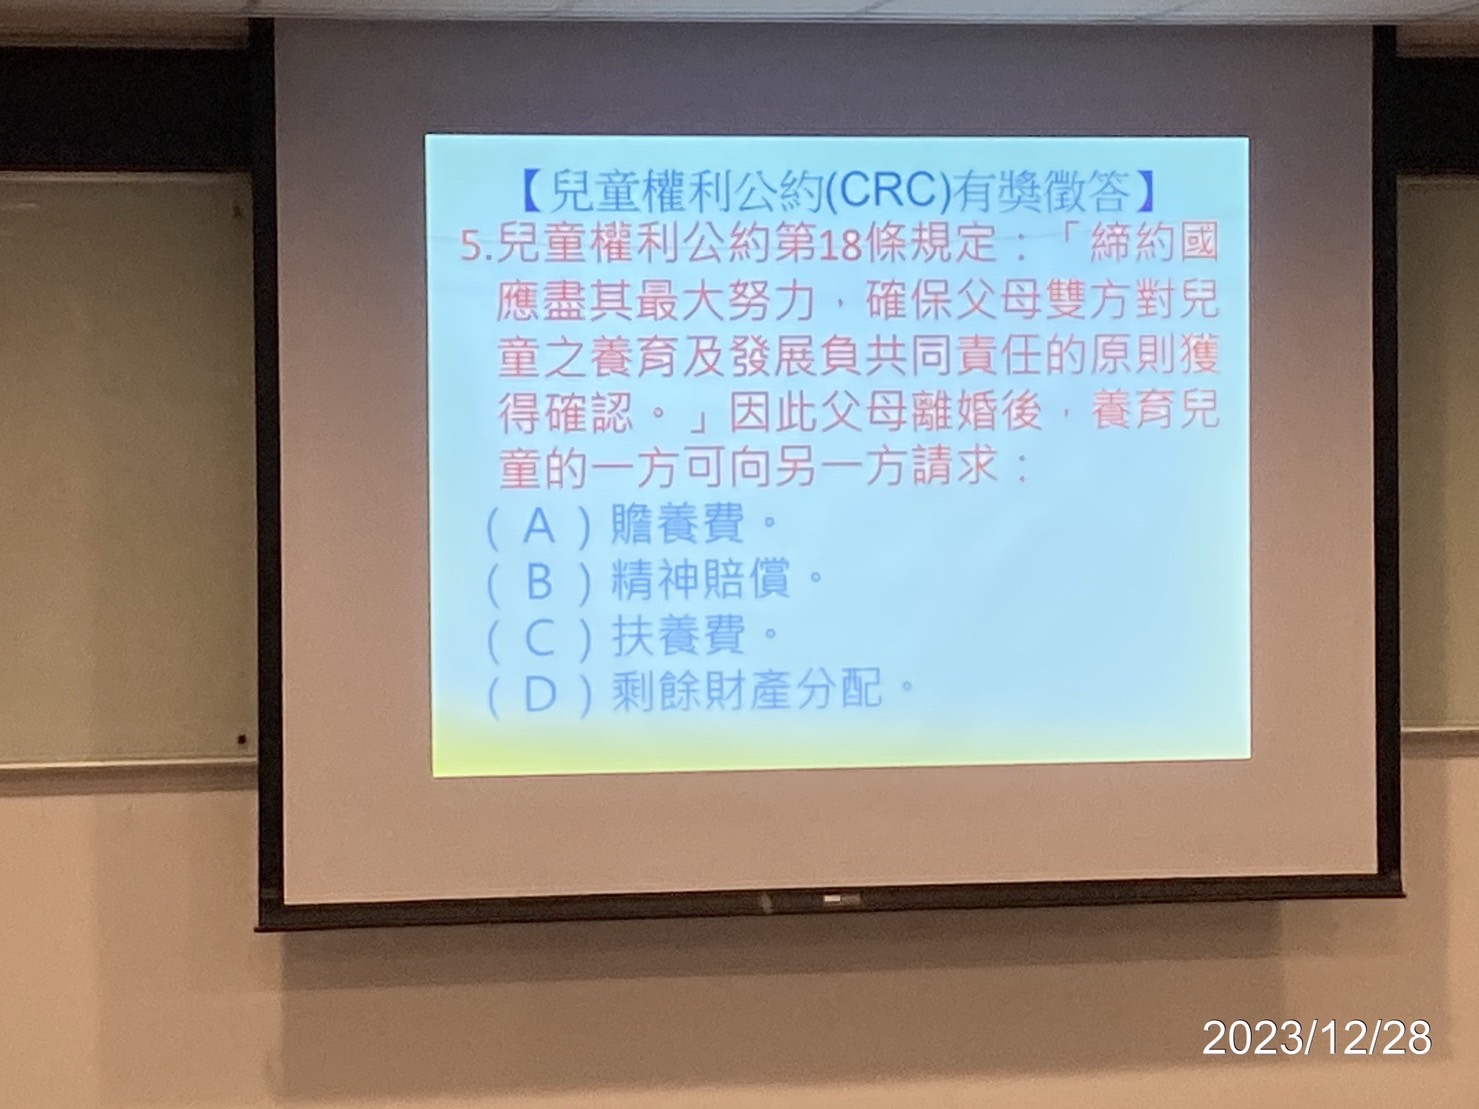 【兒童權利公約(CRC)有獎徵答】
5.兒童權利公約第18條規定：「締約國
應盡其最大努力，確保父母雙方對兒
童之養育及發展負共同責任的原則獲
得確認。」因此父母離婚後，養育兒
童的一方可向另一方請求：
（A）贍養費。
（B）精神賠償。
（C）扶養費。
（D）剩餘財產分配。
2023/12/28